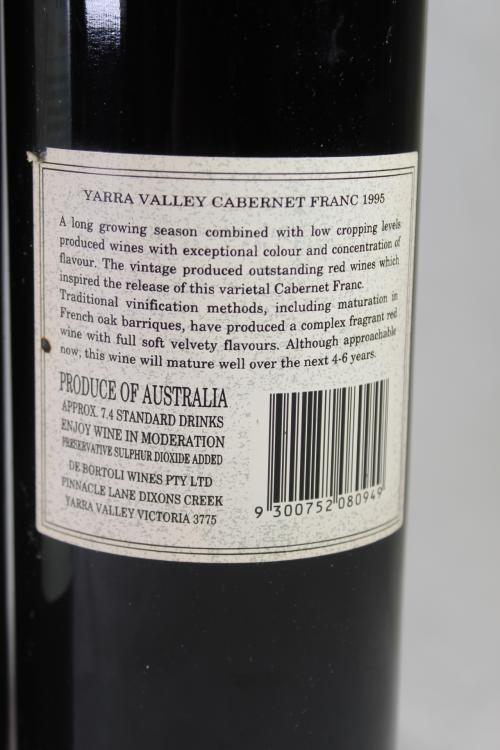 YARRA VALLEY CABERNET FRANC 1995
A long growing season combined with low cropping levels
produced wines with exceptional colour and concentration of
flavour. The vintage produced outstanding red wines which
inspired the release of this varietal Cabernet Franc.
Traditional vinification methods, including maturation in
French oak barriques, have produced a complex fragrant red
wine with full soft velvety flavours. Although approachable
now, this wine will mature well over the next 4-6 years.
PRODUCE OF AUSTRALIA
APPROX. 7.4 STANDARD DRINKS
ENJOY WINE IN MODERATION
PRESERVATIVE SULPHUR DIOXIDE ADDED
DE BORTOLI WINES PTY LTD
PINNACLE LANE DIXONS CREEK
YARRA VALLEY VICTORIA 3775
9 300752 080949